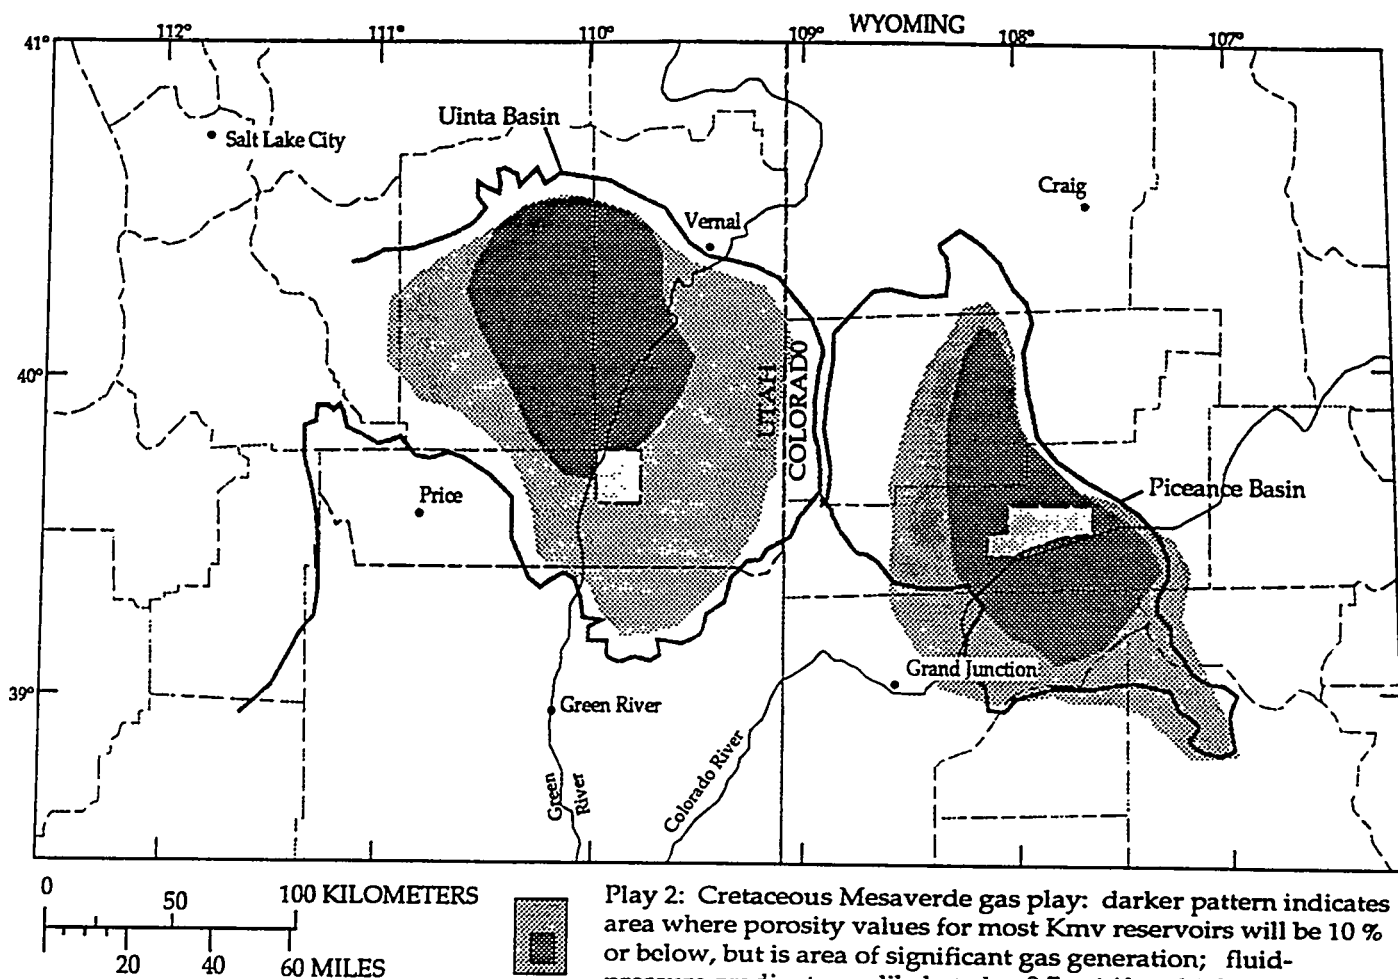 WYOMING
41°
112°
111°
110°
109°
108°
107°
Uinta Basin
Salt Lake City
Craig
Vernal
40°
UTAH
COLORADO
Price
Piceance Basin
39°
Grand Junction
Green River
Green
River
Colorado River
0 50 100 KILOMETERS
20 40 60 MILES
Play 2: Cretaceous Mesaverde gas play: darker pattern indicates
area where porosity values for most Kmv reservoirs will be 10 %
or below, but is area of significant gas generation; fluid-